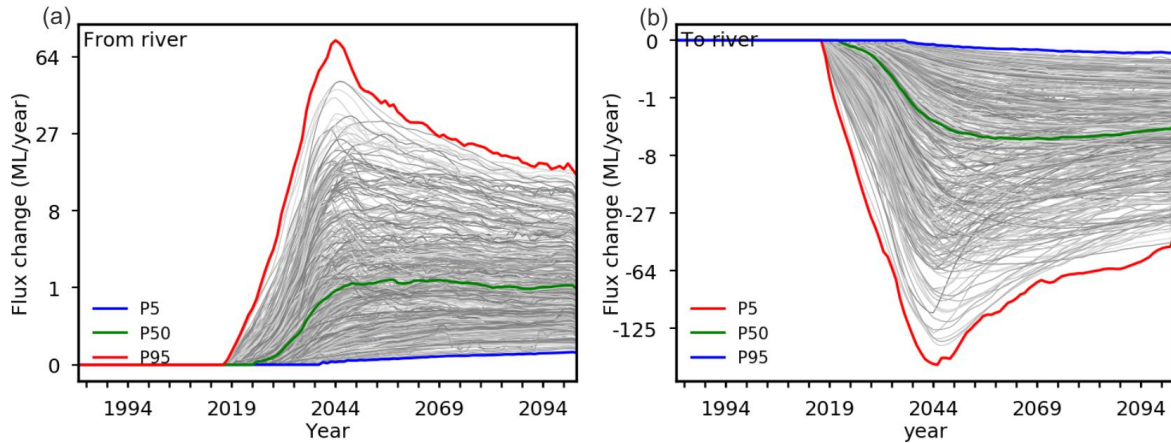 (a)
From river
Flux change (ML/year)
64
27
8
1
0
P5
P50
P95
1994
2019
2044
2069
2094
Year
(b)
To river
Flux change (ML/year)
0
-1
-8
-27
-64
-125
P5
P50
P95
1994
2019
2044
2069
2094
year